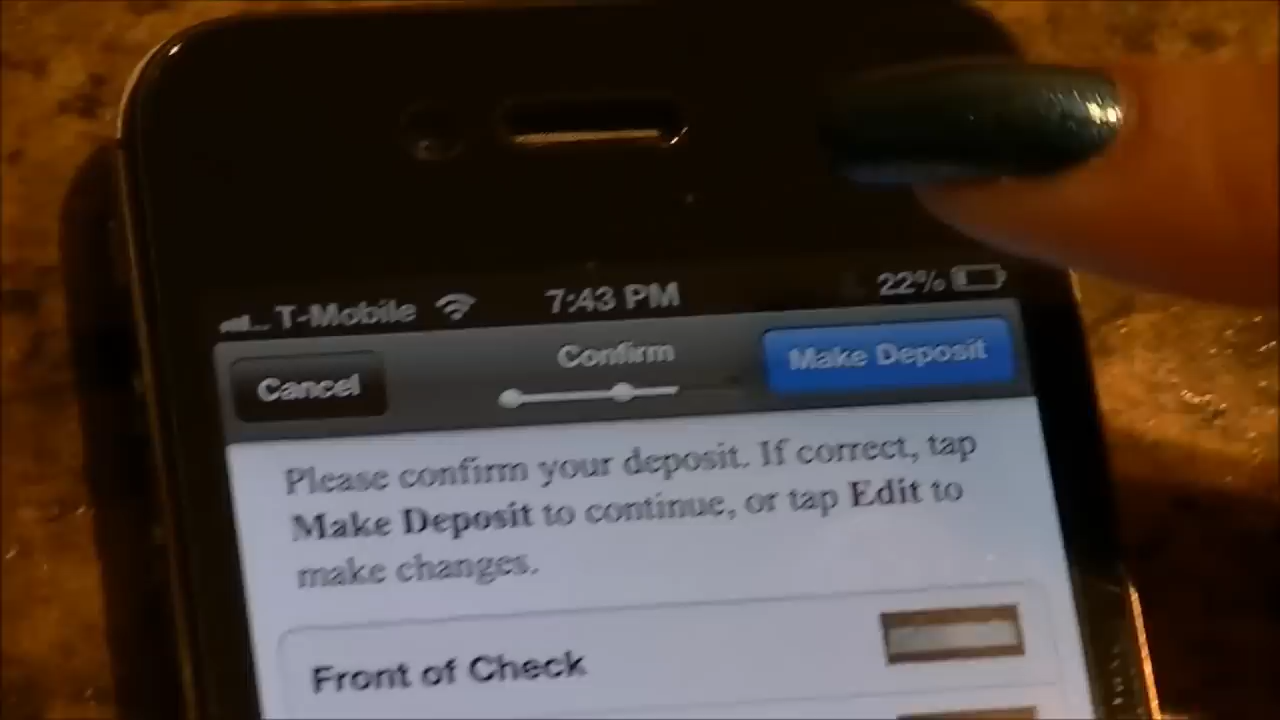 T-Mobile 7:43 PM 22%
Cancel Confirm Make Deposit
Please confirm your deposit. If correct, tap
Make Deposit to continue, or tap Edit to
make changes.
Front of Check